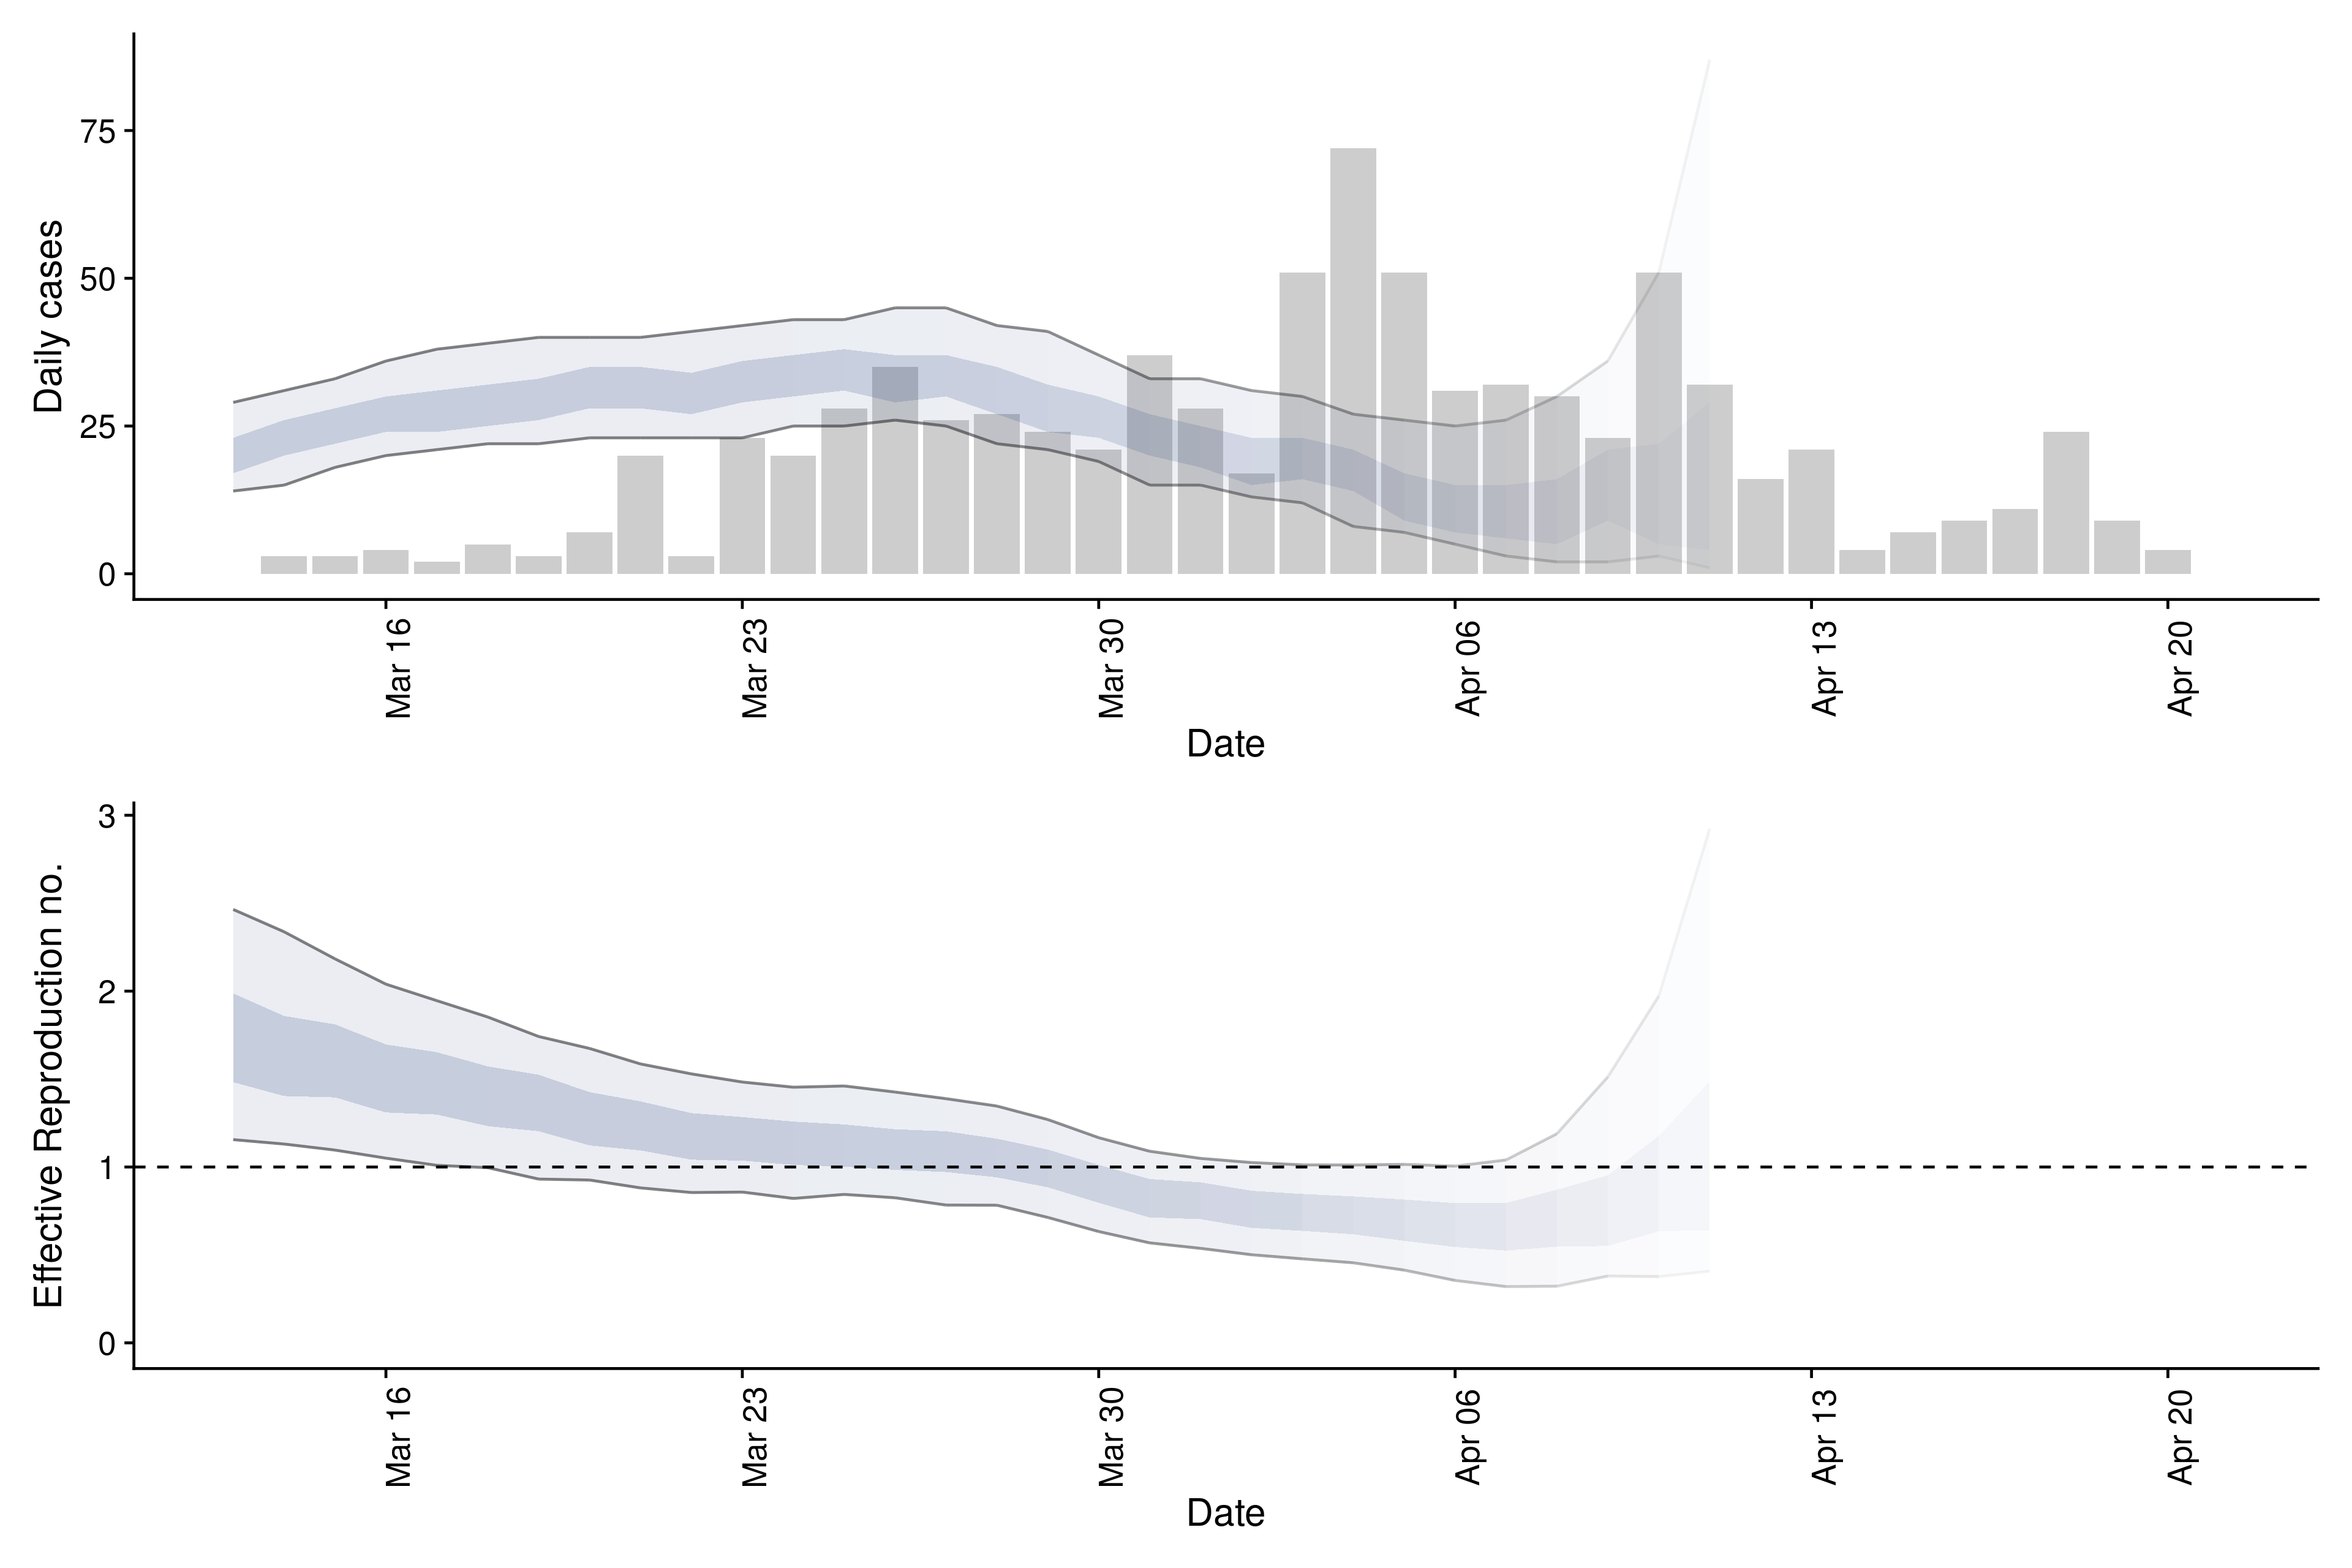 Daily cases
75
50
25
0
Mar 16
Mar 23
Mar 30
Apr 06
Apr 13
Apr 20
Date
Effective Reproduction no.
3
2
1
0
Mar 16
Mar 23
Mar 30
Apr 06
Apr 13
Apr 20
Date